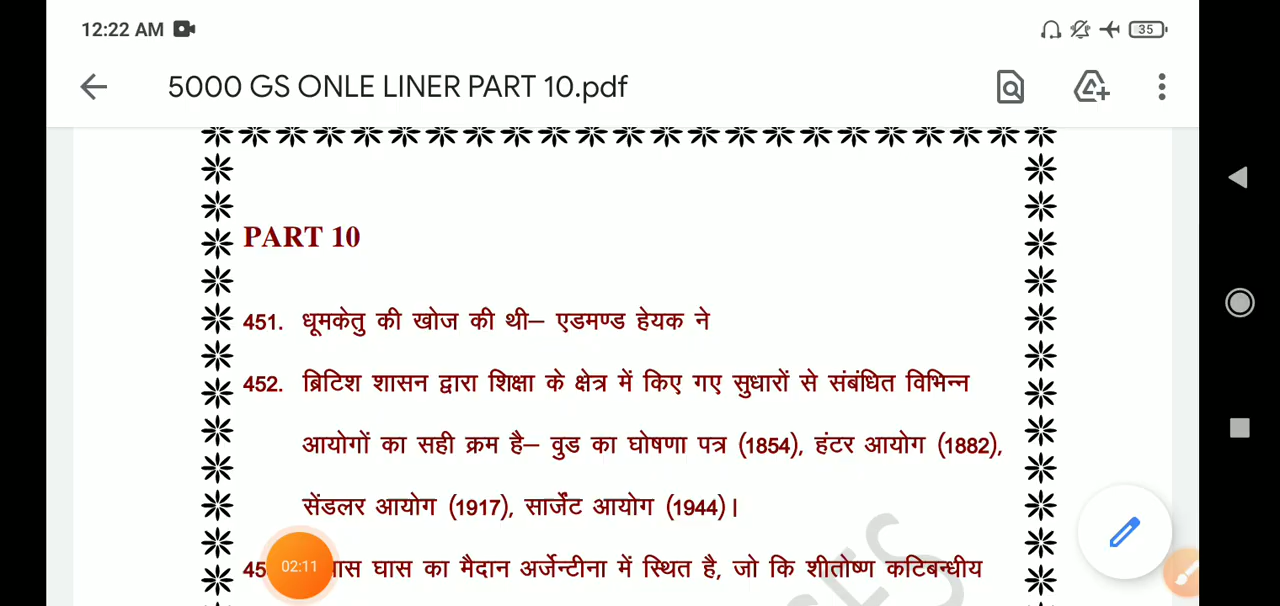 12:22 AM
35
5000 GS ONLE LINER PART 10.pdf
PART 10
451. धूमकेतु की खोज की थी– एडमण्ड हेयक ने
452. ब्रिटिश शासन द्वारा शिक्षा के क्षेत्र में किए गए सुधारों से संबंधित विभिन्न
आयोगों का सही क्रम है– वुड का घोषणा पत्र (1854), हंटर आयोग (1882),
सेंडलर आयोग (1917), सार्जेंट आयोग (1944)।
घास का मैदान अर्जेन्टीना में स्थित है, जो कि शीतोष्ण कटिबन्धीय
02:11